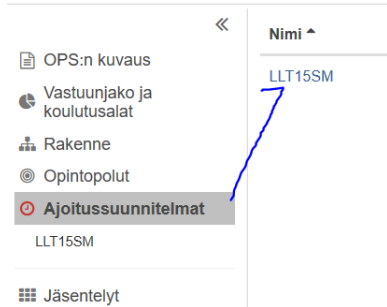 Nimi
OPS:n kuvaus
LLT15SM
Vastuunjako ja
koulutusalat
Rakenne
Opintopolut
Ajoitussuunnitelmat
LLT15SM
Jäsentelyt